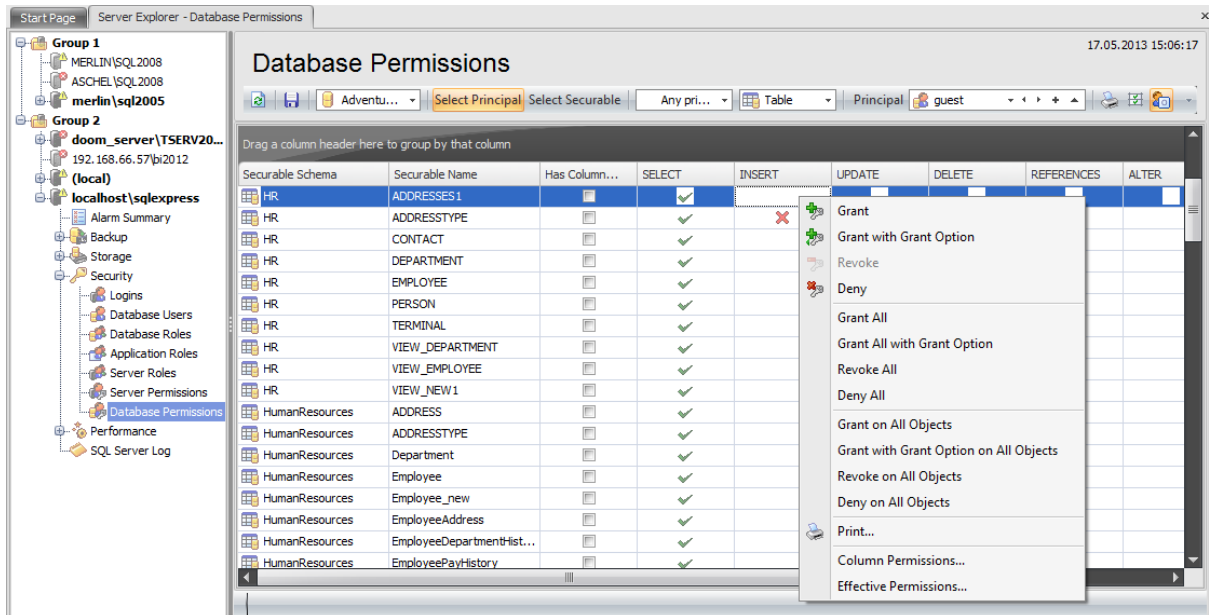 Start Page Server Explorer - Database Permissions
Group 1
MERLIN\SQL2008
ASCHEL\SQL2008
merlin\sql2005
Group 2
doom_server\TSERV20...
192.168.66.57\bi2012
(local)
localhost\sqlexpress
Alarm Summary
Backup
Storage
Security
Logins
Database Users
Database Roles
Application Roles
Server Roles
Server Permissions
Database Permissions
Performance
SQL Server Log
17.05.2013 15:06:17
Database Permissions
Adventu... Select Principal Select Securable Any pri... Table Principal guest
Drag a column header here to group by that column
Securable Schema Securable Name Has Column... SELECT INSERT UPDATE DELETE REFERENCES ALTER
HR ADDRESSES1
HR ADDRESSTYPE
HR CONTACT
HR DEPARTMENT
HR EMPLOYEE
HR PERSON
HR TERMINAL
HR VIEW_DEPARTMENT
HR VIEW_EMPLOYEE
HR VIEW_NEW1
HumanResources ADDRESS
HumanResources ADDRESSTYPE
HumanResources Department
HumanResources Employee
HumanResources Employee_new
HumanResources EmployeeAddress
HumanResources EmployeeDepartmentHist...
HumanResources EmployeePayHistory
Grant
Grant with Grant Option
Revoke
Deny
Grant All
Grant All with Grant Option
Revoke All
Deny All
Grant on All Objects
Grant with Grant Option on All Objects
Revoke on All Objects
Deny on All Objects
Print...
Column Permissions...
Effective Permissions...